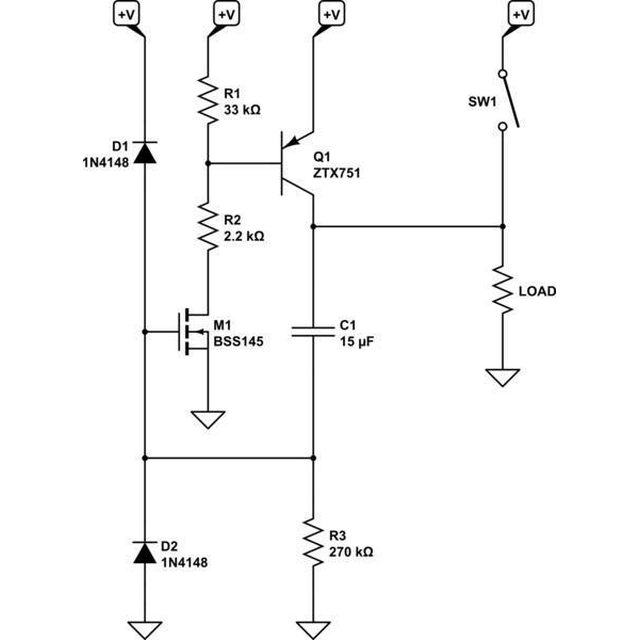 +V
+V
+V
+V
R1
33 kΩ
SW1
D1
1N4148
Q1
ZTX751
R2
2.2 kΩ
LOAD
M1
BSS145
C1
15 µF
R3
270 kΩ
D2
1N4148